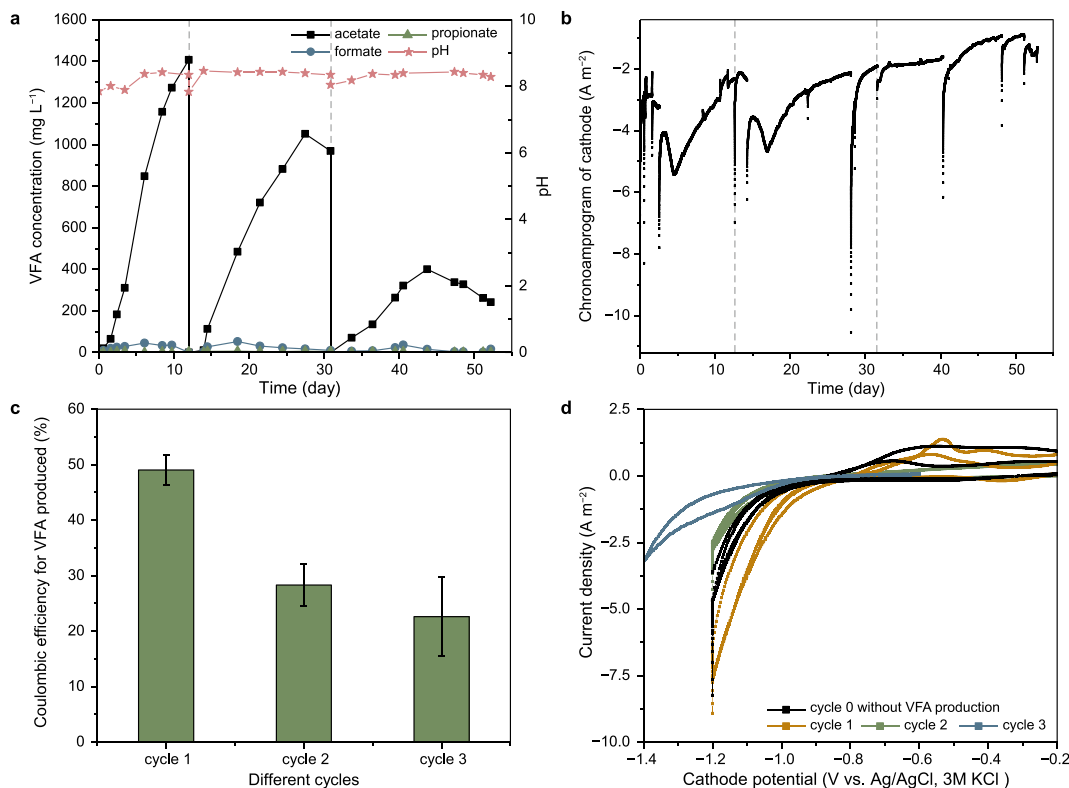 a
1600
1400
1200
1000
800
600
400
200
0
VFA concentration (mg L⁻¹)
acetate
propionate
formate
pH
10
8
6
4
2
0
pH
0
10
20
30
40
50
Time (day)
b
−2
−4
−6
−8
−10
Chronoamprogram of cathode (A m⁻²)
0
10
20
30
40
50
Time (day)
c
60
50
40
30
20
10
0
Coulombic efficiency for VFA produced (%)
cycle 1
cycle 2
cycle 3
Different cycles
d
2.5
0.0
−2.5
−5.0
−7.5
−10.0
Current density (A m⁻²)
cycle 0 without VFA production
cycle 1
cycle 2
cycle 3
−1.4
−1.2
−1.0
−0.8
−0.6
−0.4
−0.2
Cathode potential (V vs. Ag/AgCl, 3M KCl )